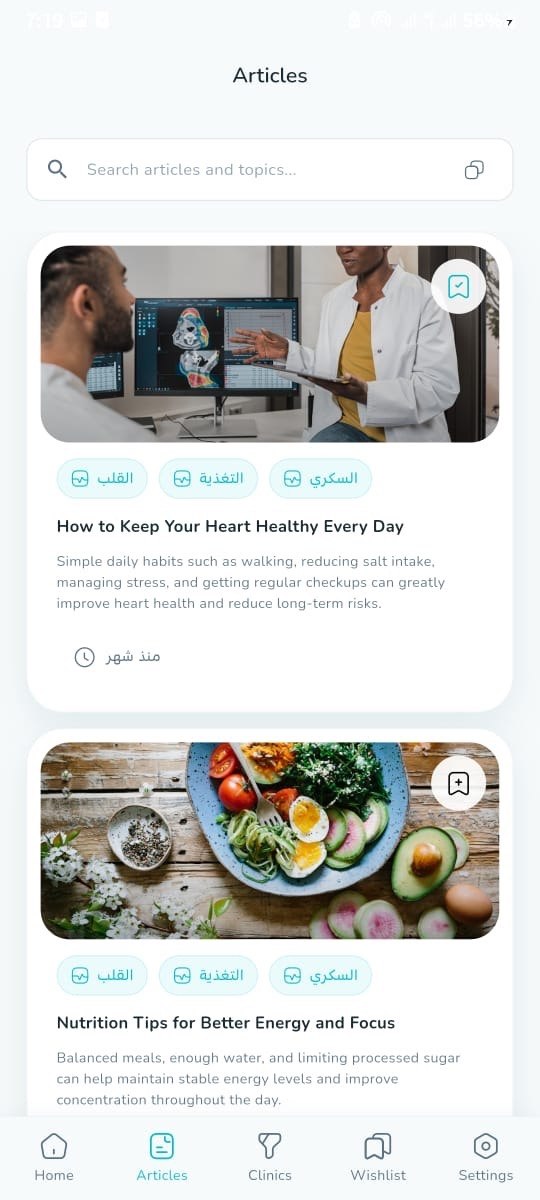 7:19
56%
Articles
Search articles and topics...
القلب
التغذية
السكري
How to Keep Your Heart Healthy Every Day
Simple daily habits such as walking, reducing salt intake,
managing stress, and getting regular checkups can greatly
improve heart health and reduce long-term risks.
منذ شهر
القلب
التغذية
السكري
Nutrition Tips for Better Energy and Focus
Balanced meals, enough water, and limiting processed sugar
can help maintain stable energy levels and improve
concentration throughout the day.
Home
Articles
Clinics
Wishlist
Settings